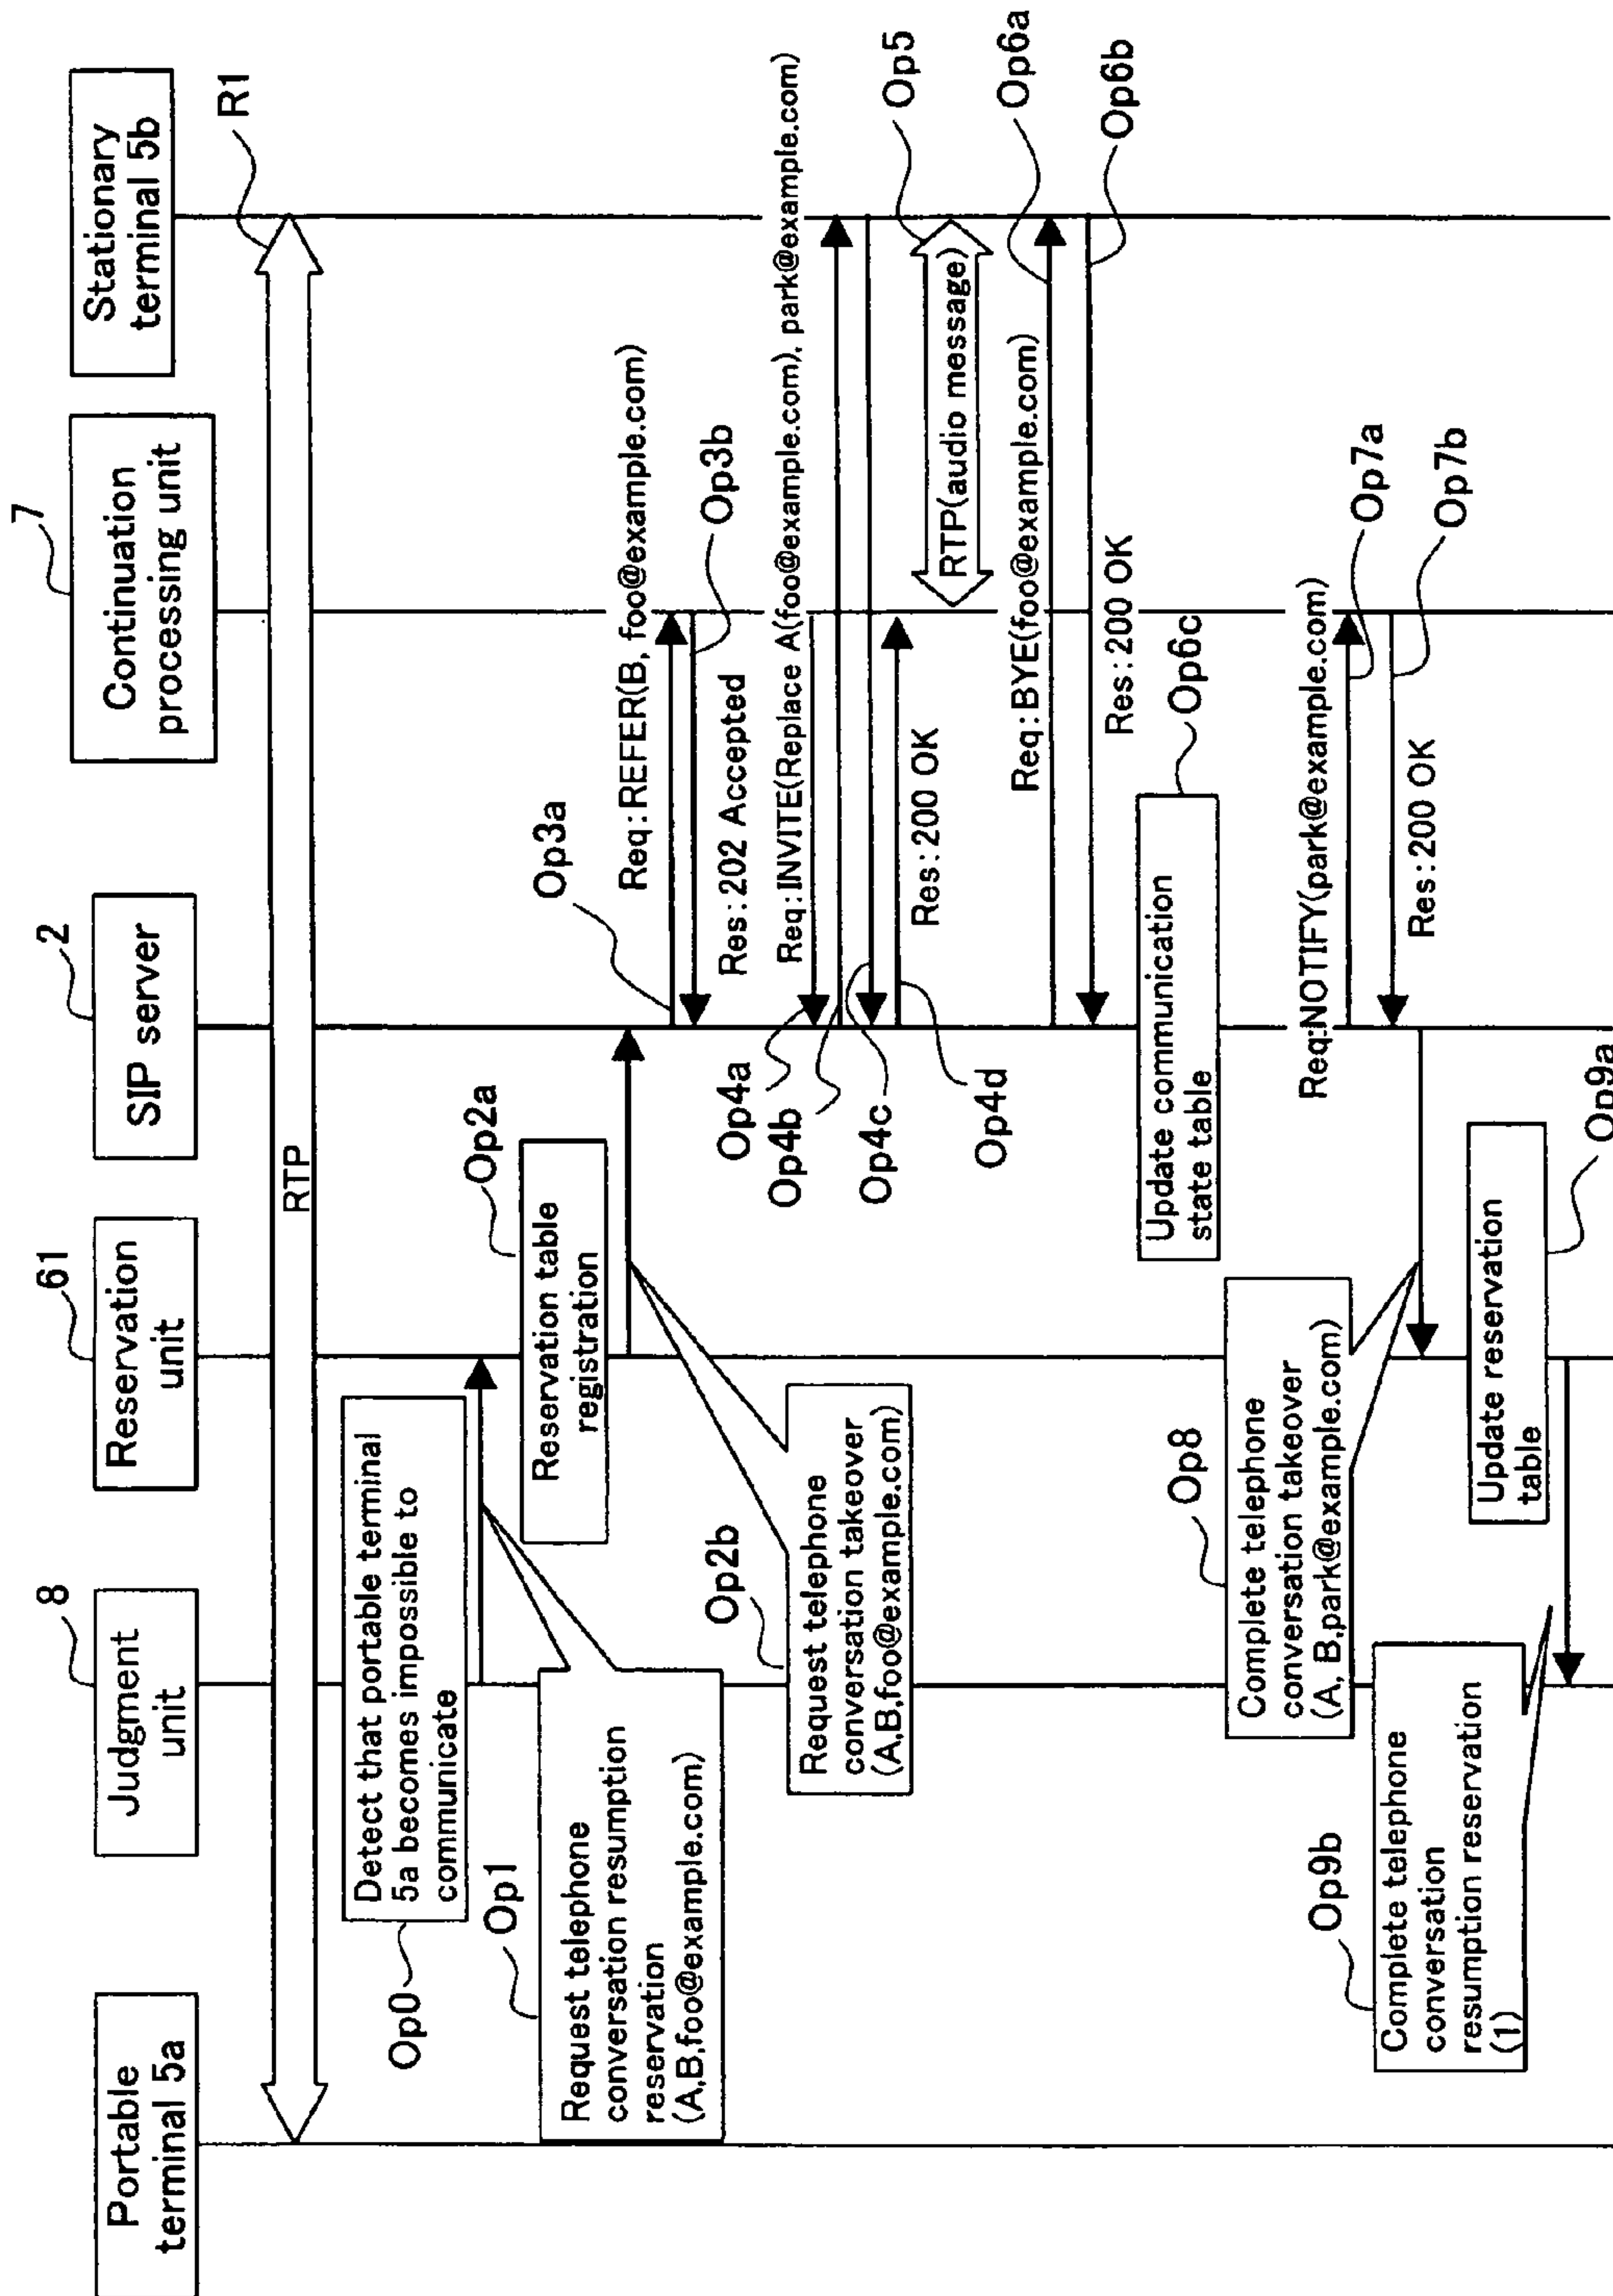 Portable
terminal 5a
8
Judgment
unit
61
Reservation
unit
2
SIP server
7
Continuation
processing unit
Stationary
terminal 5b
RTP
R1
Op0
Detect that portable terminal
5a becomes impossible to
communicate
Op1
Request telephone
conversation resumption
reservation
(A,B,foo@example.com)
Op2a
Reservation table
registration
Op2b
Request telephone
conversation takeover
(A,B,foo@example.com)
Op3a
Req:REFER(B, foo@example.com)
Op3b
Res:202 Accepted
Req:INVITE(Replace A(foo@example.com), park@example.com)
Op4a
Op4b
Op4c
Op4d
Res:200 OK
RTP(audio message)
Op5
Req:BYE(foo@example.com)
Op6a
Op6b
Res:200 OK
Update communication
state table
Op6c
Req:NOTIFY(park@example.com)
Op7a
Op7b
Res:200 OK
Op8
Complete telephone
conversation takeover
(A, B,park@example.com)
Update reservation
table
Op9a
Op9b
Complete telephone
conversation
resumption reservation
(1)